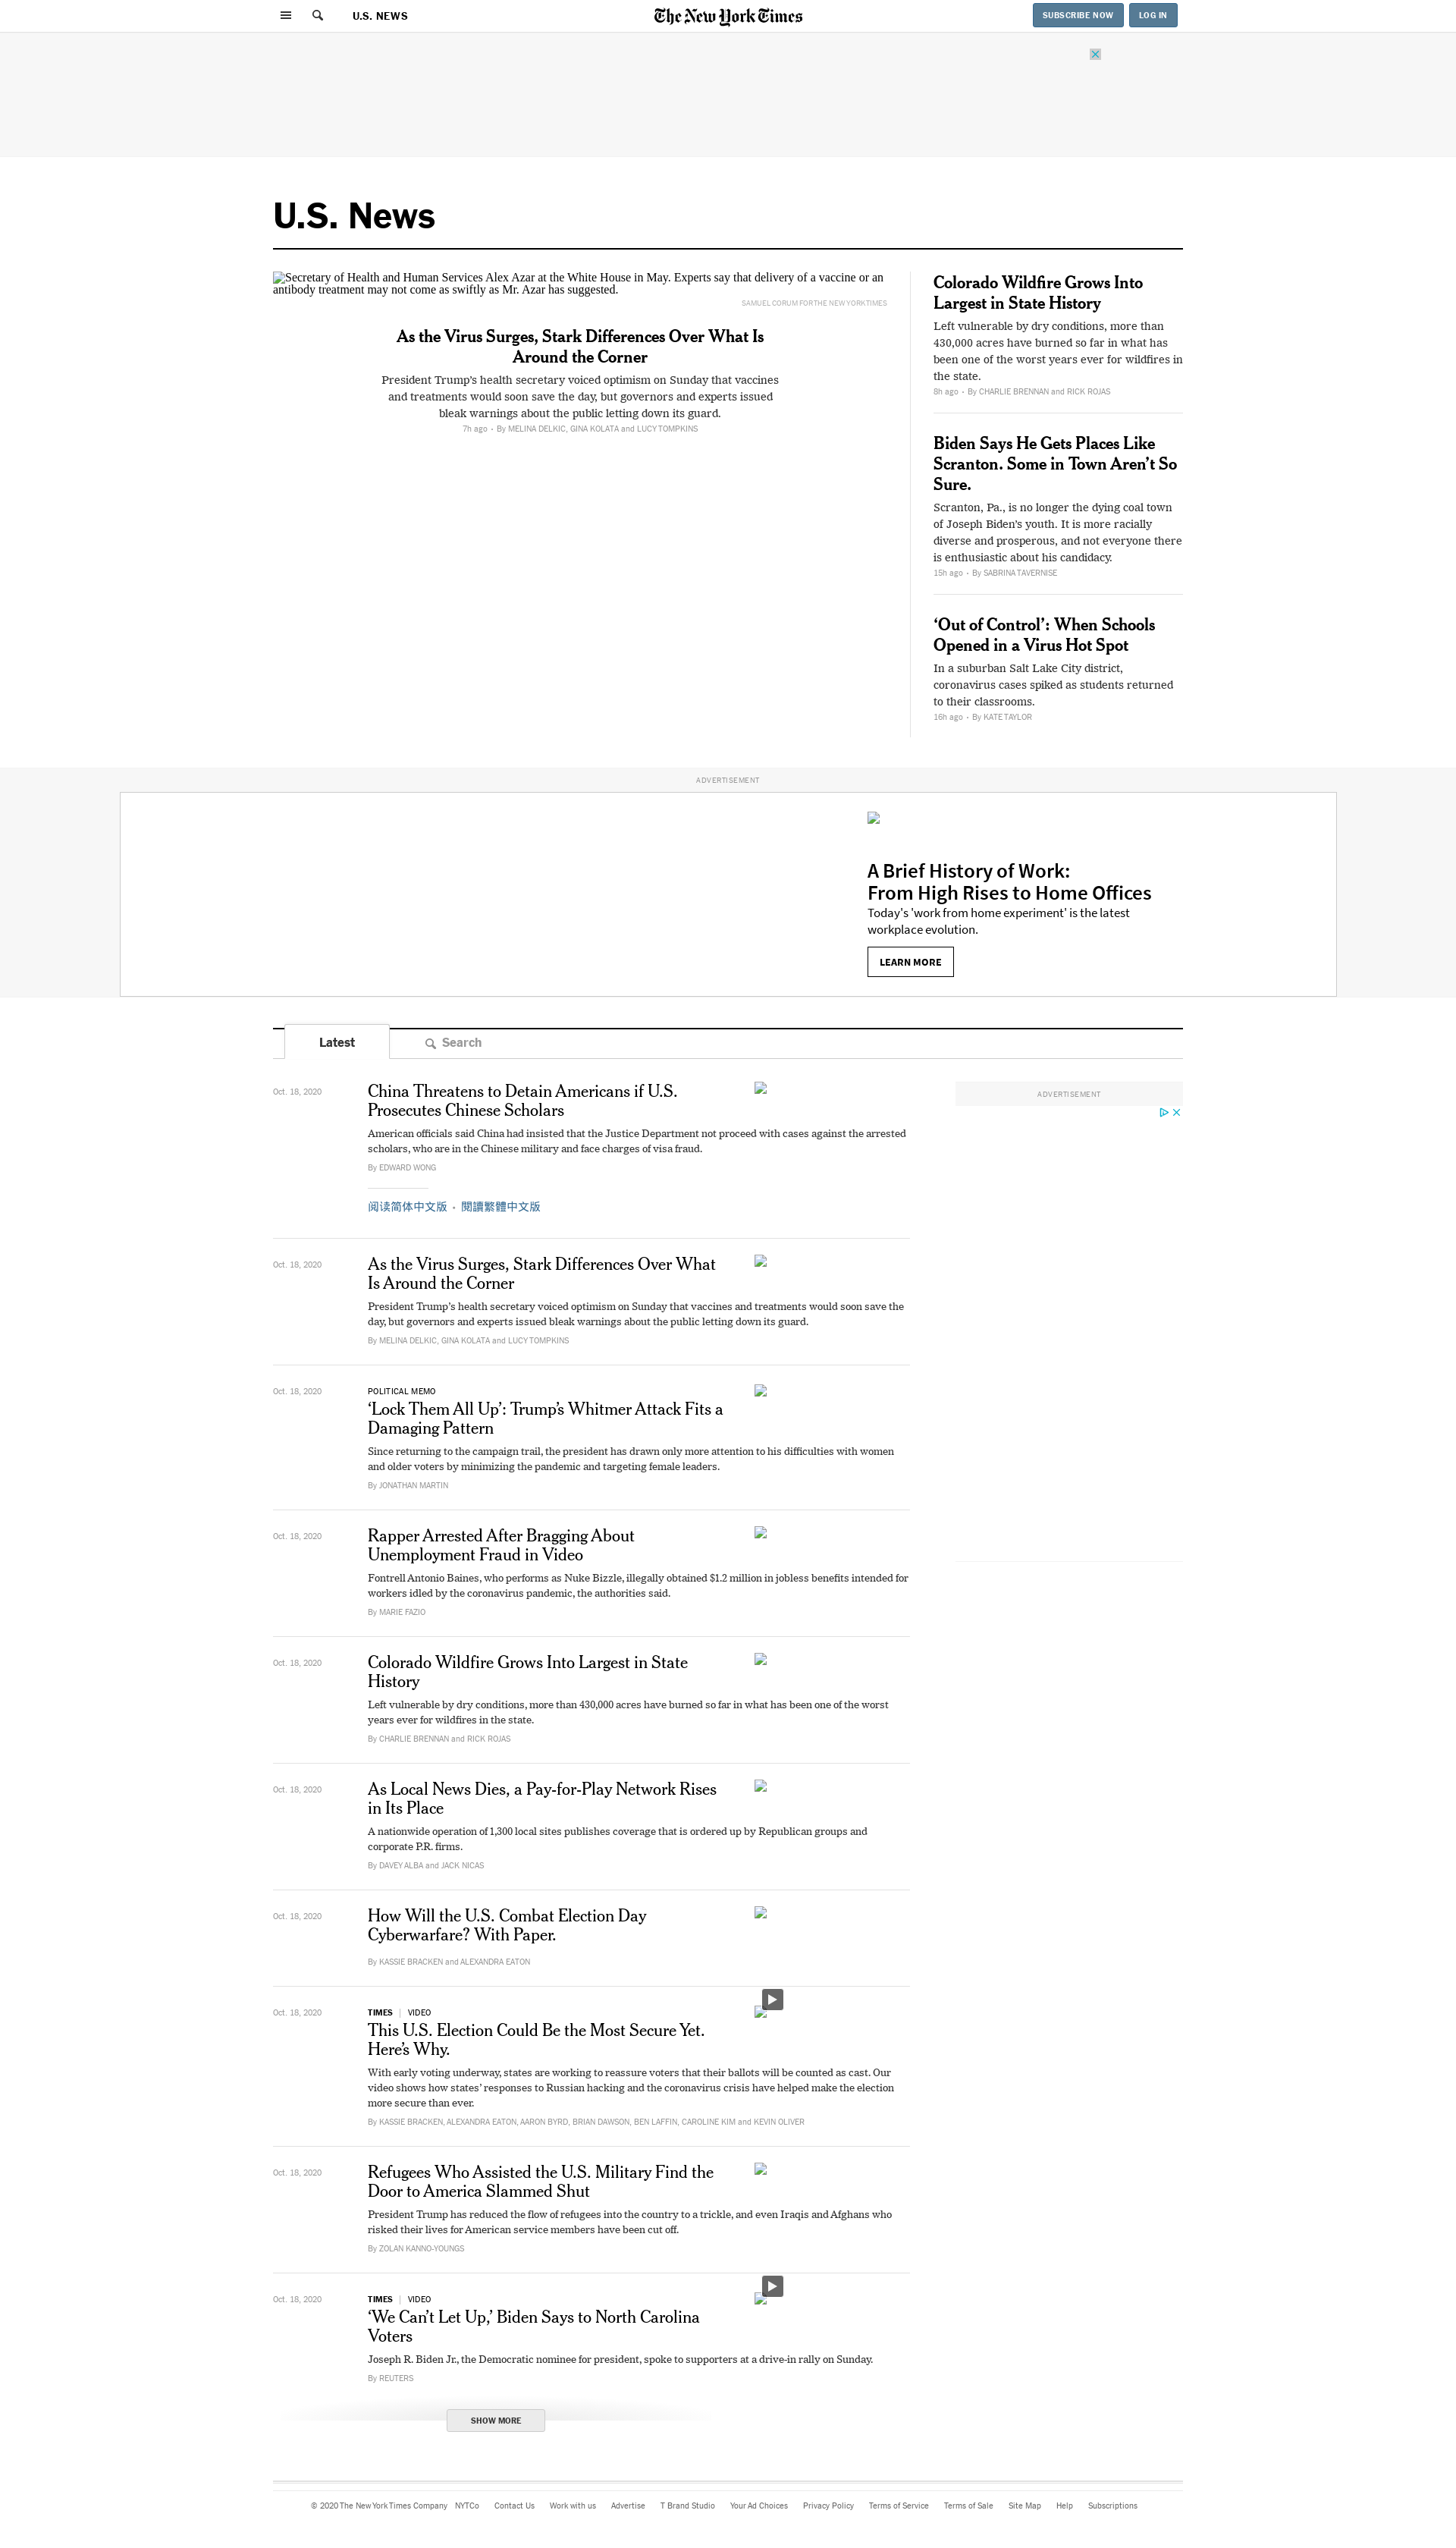 U.S. NEWS
The New York Times
SUBSCRIBE NOW
LOG IN
U.S. News
Secretary of Health and Human Services Alex Azar at the White House in May. Experts say that delivery of a vaccine or an
antibody treatment may not come as swiftly as Mr. Azar has suggested.
SAMUEL CORUM FOR THE NEW YORK TIMES
As the Virus Surges, Stark Differences Over What Is
Around the Corner
President Trump’s health secretary voiced optimism on Sunday that vaccines
and treatments would soon save the day, but governors and experts issued
bleak warnings about the public letting down its guard.
7h ago • By MELINA DELKIC, GINA KOLATA and LUCY TOMPKINS
Colorado Wildfire Grows Into
Largest in State History
Left vulnerable by dry conditions, more than
430,000 acres have burned so far in what has
been one of the worst years ever for wildfires in
the state.
8h ago • By CHARLIE BRENNAN and RICK ROJAS
Biden Says He Gets Places Like
Scranton. Some in Town Aren’t So
Sure.
Scranton, Pa., is no longer the dying coal town
of Joseph Biden’s youth. It is more racially
diverse and prosperous, and not everyone there
is enthusiastic about his candidacy.
15h ago • By SABRINA TAVERNISE
‘Out of Control’: When Schools
Opened in a Virus Hot Spot
In a suburban Salt Lake City district,
coronavirus cases spiked as students returned
to their classrooms.
16h ago • By KATE TAYLOR
ADVERTISEMENT
A Brief History of Work:
From High Rises to Home Offices
Today's 'work from home experiment' is the latest
workplace evolution.
LEARN MORE
Latest
Search
Oct. 18, 2020
China Threatens to Detain Americans if U.S.
Prosecutes Chinese Scholars
American officials said China had insisted that the Justice Department not proceed with cases against the arrested
scholars, who are in the Chinese military and face charges of visa fraud.
By EDWARD WONG
阅读简体中文版 • 閱讀繁體中文版
ADVERTISEMENT
Oct. 18, 2020
As the Virus Surges, Stark Differences Over What
Is Around the Corner
President Trump’s health secretary voiced optimism on Sunday that vaccines and treatments would soon save the
day, but governors and experts issued bleak warnings about the public letting down its guard.
By MELINA DELKIC, GINA KOLATA and LUCY TOMPKINS
Oct. 18, 2020
POLITICAL MEMO
‘Lock Them All Up’: Trump’s Whitmer Attack Fits a
Damaging Pattern
Since returning to the campaign trail, the president has drawn only more attention to his difficulties with women
and older voters by minimizing the pandemic and targeting female leaders.
By JONATHAN MARTIN
Oct. 18, 2020
Rapper Arrested After Bragging About
Unemployment Fraud in Video
Fontrell Antonio Baines, who performs as Nuke Bizzle, illegally obtained $1.2 million in jobless benefits intended for
workers idled by the coronavirus pandemic, the authorities said.
By MARIE FAZIO
Oct. 18, 2020
Colorado Wildfire Grows Into Largest in State
History
Left vulnerable by dry conditions, more than 430,000 acres have burned so far in what has been one of the worst
years ever for wildfires in the state.
By CHARLIE BRENNAN and RICK ROJAS
Oct. 18, 2020
As Local News Dies, a Pay-for-Play Network Rises
in Its Place
A nationwide operation of 1,300 local sites publishes coverage that is ordered up by Republican groups and
corporate P.R. firms.
By DAVEY ALBA and JACK NICAS
Oct. 18, 2020
How Will the U.S. Combat Election Day
Cyberwarfare? With Paper.
By KASSIE BRACKEN and ALEXANDRA EATON
Oct. 18, 2020
TIMES | VIDEO
This U.S. Election Could Be the Most Secure Yet.
Here’s Why.
With early voting underway, states are working to reassure voters that their ballots will be counted as cast. Our
video shows how states’ responses to Russian hacking and the coronavirus crisis have helped make the election
more secure than ever.
By KASSIE BRACKEN, ALEXANDRA EATON, AARON BYRD, BRIAN DAWSON, BEN LAFFIN, CAROLINE KIM and KEVIN OLIVER
Oct. 18, 2020
Refugees Who Assisted the U.S. Military Find the
Door to America Slammed Shut
President Trump has reduced the flow of refugees into the country to a trickle, and even Iraqis and Afghans who
risked their lives for American service members have been cut off.
By ZOLAN KANNO-YOUNGS
Oct. 18, 2020
TIMES | VIDEO
‘We Can’t Let Up,’ Biden Says to North Carolina
Voters
Joseph R. Biden Jr., the Democratic nominee for president, spoke to supporters at a drive-in rally on Sunday.
By REUTERS
SHOW MORE
© 2020 The New York Times Company NYTCo Contact Us Work with us Advertise T Brand Studio Your Ad Choices Privacy Policy Terms of Service Terms of Sale Site Map Help Subscriptions